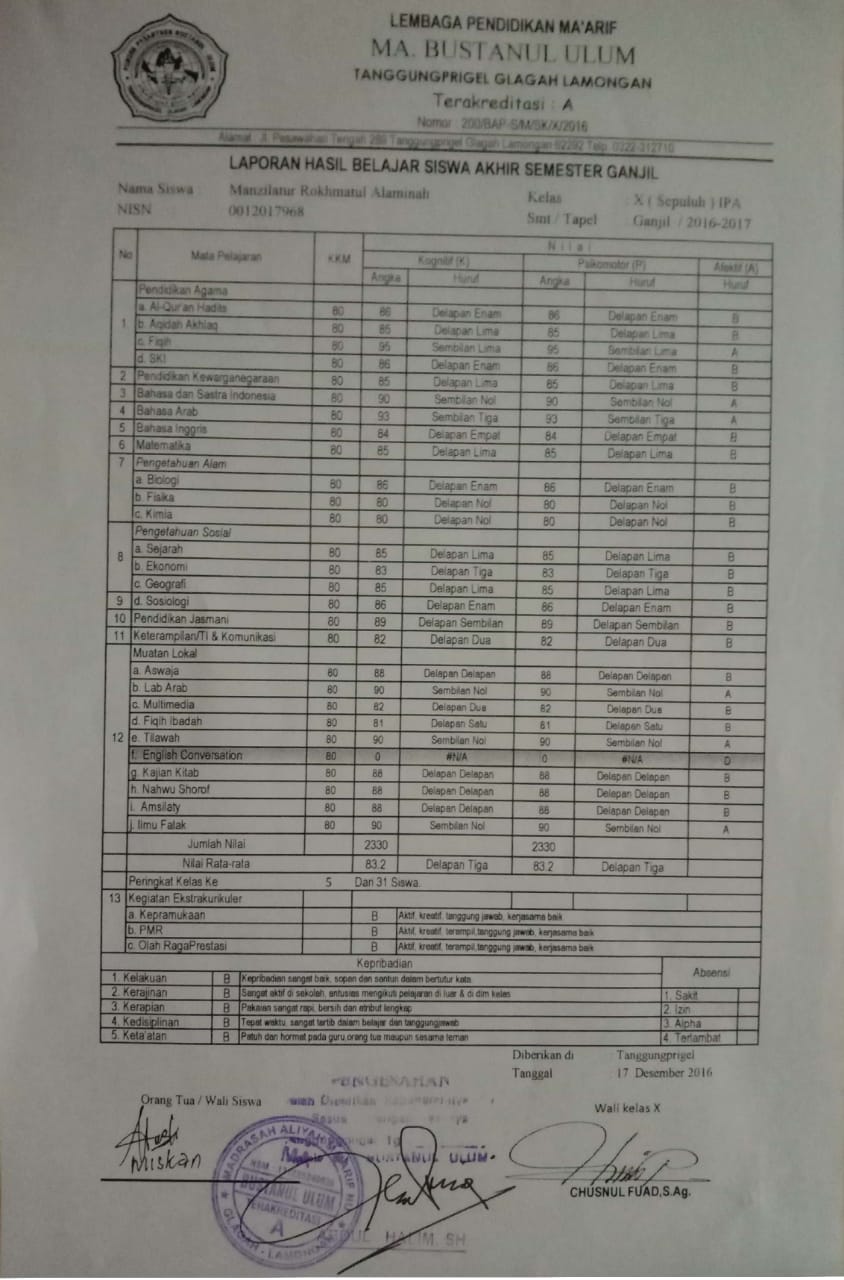 LEMBAGA PENDIDIKAN MA'ARIF
MA. BUSTANUL ULUM
TANGGUNGPRIGEL GLAGAH LAMONGAN
Terakreditasi : A
Nomor : 200/BAP-S/M/SK/X/2016
Alamat : Jl. Pesawahan Tengah 289 Tanggungprigel Glagah Lamongan 62292 Telp. 0322-312710
LAPORAN HASIL BELAJAR SISWA AKHIR SEMESTER GANJIL
Nama Siswa Manzilatur Rokhmatul Alaminah Kelas : X ( Sepuluh ) IPA
NISN 0012017968 Smt / Tapel Ganjil / 2016-2017
No Mata Pelajaran KKM Nilai
Kognitif (K) Psikomotor (P) Afektif (A)
Angka Huruf Angka Huruf Huruf
1 Pendidikan Agama
a. Al-Qur'an Hadits 80 86 Delapan Enam 86 Delapan Enam B
b. Aqidah Akhlaq 80 85 Delapan Lima 85 Delapan Lima B
c. Fiqih 80 95 Sembilan Lima 95 Sembilan Lima A
d. SKI 80 86 Delapan Enam 86 Delapan Enam B
2 Pendidikan Kewarganegaraan 80 85 Delapan Lima 85 Delapan Lima B
3 Bahasa dan Sastra Indonesia 80 90 Sembilan Nol 90 Sembilan Nol A
4 Bahasa Arab 80 93 Sembilan Tiga 93 Sembilan Tiga A
5 Bahasa Inggris 80 84 Delapan Empat 84 Delapan Empat B
6 Matematika 80 85 Delapan Lima 85 Delapan Lima B
7 Pengetahuan Alam
a. Biologi 80 86 Delapan Enam 86 Delapan Enam B
b. Fisika 80 80 Delapan Nol 80 Delapan Nol B
c. Kimia 80 80 Delapan Nol 80 Delapan Nol B
8 Pengetahuan Sosial
a. Sejarah 80 85 Delapan Lima 85 Delapan Lima B
b. Ekonomi 80 83 Delapan Tiga 83 Delapan Tiga B
c. Geografi 80 85 Delapan Lima 85 Delapan Lima B
9 d. Sosiologi 80 86 Delapan Enam 86 Delapan Enam B
10 Pendidikan Jasmani 80 89 Delapan Sembilan 89 Delapan Sembilan B
11 Keterampilan/TI & Komunikasi 80 82 Delapan Dua 82 Delapan Dua B
12 Muatan Lokal
a. Aswaja 80 88 Delapan Delapan 88 Delapan Delapan B
b. Lab Arab 80 90 Sembilan Nol 90 Sembilan Nol A
c. Multimedia 80 82 Delapan Dua 82 Delapan Dua B
d. Fiqih Ibadah 80 81 Delapan Satu 81 Delapan Satu B
e. Tilawah 80 90 Sembilan Nol 90 Sembilan Nol A
f. English Conversation 80 0 #N/A 0 #N/A D
g. Kajian Kitab 80 88 Delapan Delapan 88 Delapan Delapan B
h. Nahwu Shorof 80 88 Delapan Delapan 88 Delapan Delapan B
i. Amsilaty 80 88 Delapan Delapan 88 Delapan Delapan B
j. Ilmu Falak 80 90 Sembilan Nol 90 Sembilan Nol A
Jumlah Nilai 2330 2330
Nilai Rata-rata 83.2 Delapan Tiga 83.2 Delapan Tiga
Peringkat Kelas Ke 5 Dari 31 Siswa.
13 Kegiatan Ekstrakurikuler
a. Kepramukaan B Aktif, kreatif, tanggung jawab, kerjasama baik
b. PMR B Aktif, kreatif, terampil,tanggung jawab, kerjasama baik
c. Olah RagaPrestasi B Aktif, kreatif, terampil,tanggung jawab, kerjasama baik
Kepribadian Absensi
1. Kelakuan B Kepribadian sangat baik, sopan dan santun dalam bertutur kata
2. Kerajinan B Sangat aktif di sekolah, antusias mengikuti pelajaran di luar & di dlm kelas 1. Sakit
3. Kerapian B Pakaian sangat rapi, bersih dan atribut lengkap 2. Izin
4. Kedisiplinan B Tepat waktu, sangat tertib dalam belajar dan tanggungjawab 3. Alpha
5. Keta'atan B Patuh dan hormat pada guru,orang tua maupun sesama teman 4. Terlambat
Diberikan di : Tanggungprigel
Tanggal : 17 Desember 2016
PENGESAHAN
Orang Tua / Wali Siswa
Wali kelas X
BUSTANUL ULUM
MADRASAH ALIYAH MA'ARIF NU
BUSTANUL ULUM
TERAKREDITASI
A
GLAGAH - LAMONGAN
Miskan
CHUSNUL FUAD,S.Ag.
ABDUL HALIM, SH